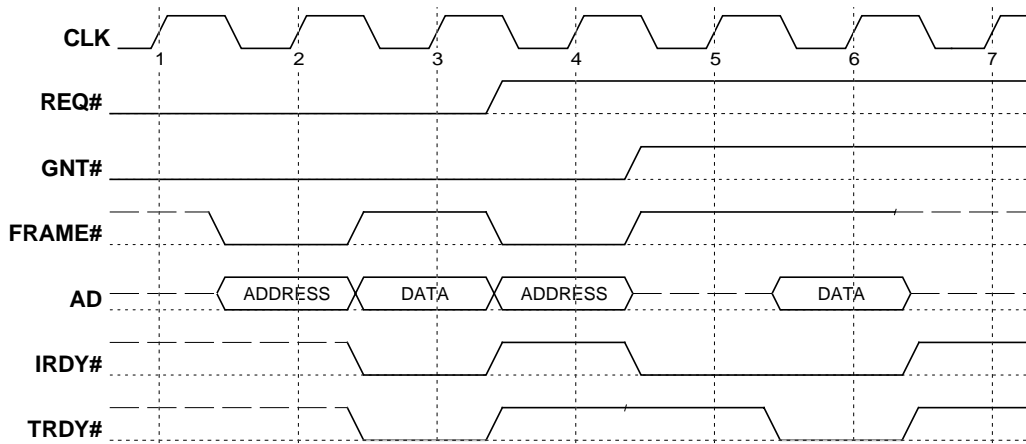 CLK
1 2 3 4 5 6 7
REQ#
GNT#
FRAME#
AD ADDRESS DATA ADDRESS DATA
IRDY#
TRDY#